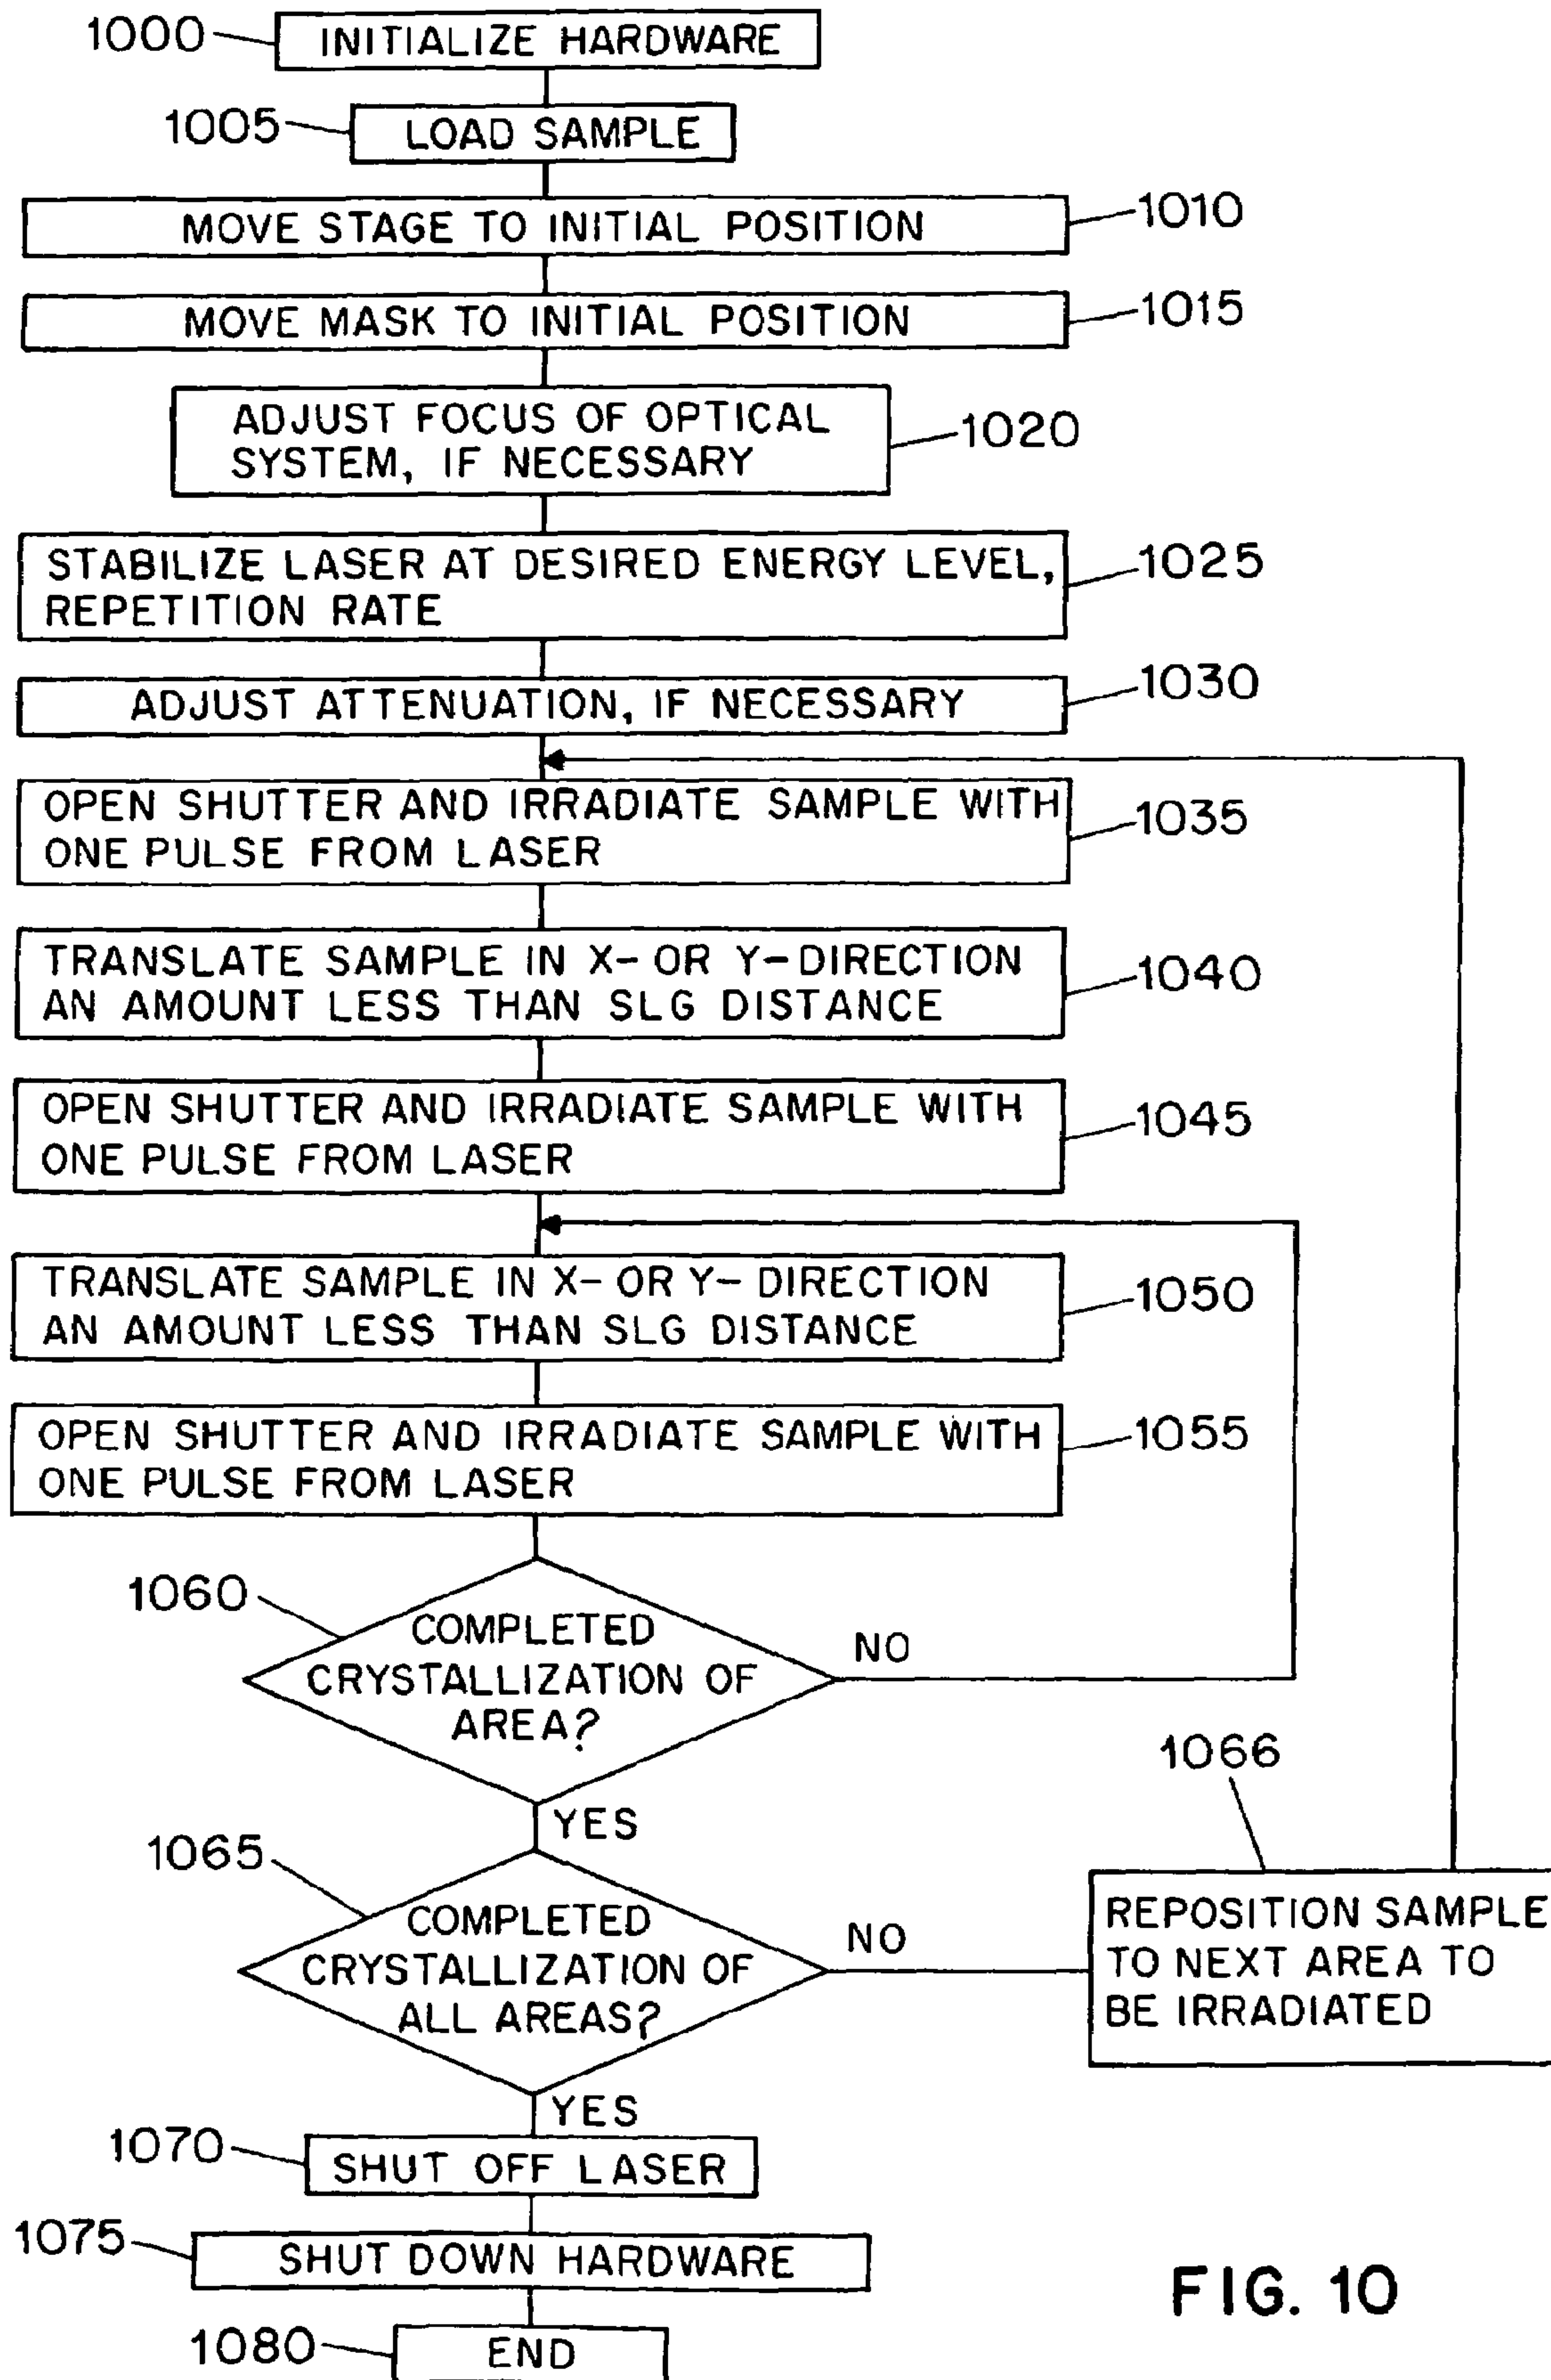 1000
INITIALIZE HARDWARE
1005
LOAD SAMPLE
MOVE STAGE TO INITIAL POSITION
1010
MOVE MASK TO INITIAL POSITION
1015
ADJUST FOCUS OF OPTICAL
SYSTEM, IF NECESSARY
1020
STABILIZE LASER AT DESIRED ENERGY LEVEL,
REPETITION RATE
1025
ADJUST ATTENUATION, IF NECESSARY
1030
OPEN SHUTTER AND IRRADIATE SAMPLE WITH
ONE PULSE FROM LASER
1035
TRANSLATE SAMPLE IN X- OR Y-DIRECTION
AN AMOUNT LESS THAN SLG DISTANCE
1040
OPEN SHUTTER AND IRRADIATE SAMPLE WITH
ONE PULSE FROM LASER
1045
TRANSLATE SAMPLE IN X- OR Y- DIRECTION
AN AMOUNT LESS THAN SLG DISTANCE
1050
OPEN SHUTTER AND IRRADIATE SAMPLE WITH
ONE PULSE FROM LASER
1055
1060
COMPLETED
CRYSTALLIZATION OF
AREA?
NO
YES
1065
COMPLETED
CRYSTALLIZATION OF
ALL AREAS?
NO
1066
REPOSITION SAMPLE
TO NEXT AREA TO
BE IRRADIATED
YES
1070
SHUT OFF LASER
1075
SHUT DOWN HARDWARE
1080
END
FIG. 10